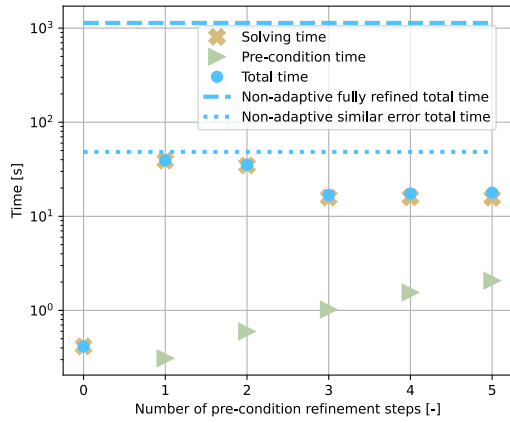 10³
10²
10¹
10⁰
Time [s]
Solving time
Pre-condition time
Total time
Non-adaptive fully refined total time
Non-adaptive similar error total time
0 1 2 3 4 5
Number of pre-condition refinement steps [-]